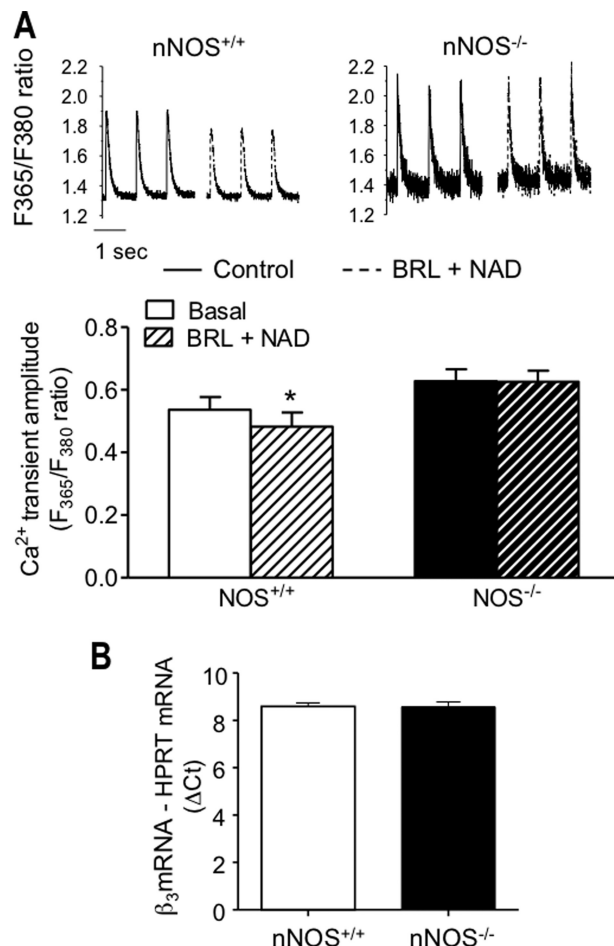 A
nNOS+/+ nNOS-/-
F365/F380 ratio
2.2
2.0
1.8
1.6
1.4
1.2
2.2
2.0
1.8
1.6
1.4
1.2
1 sec
Control BRL + NAD
Basal
BRL + NAD
Ca2+ transient amplitude
(F365/F380 ratio)
0.8
0.6
0.4
0.2
0.0
*
NOS+/+ NOS-/-
B
β3mRNA - HPRT mRNA
(ΔCt)
10
8
6
4
2
0
nNOS+/+ nNOS-/-